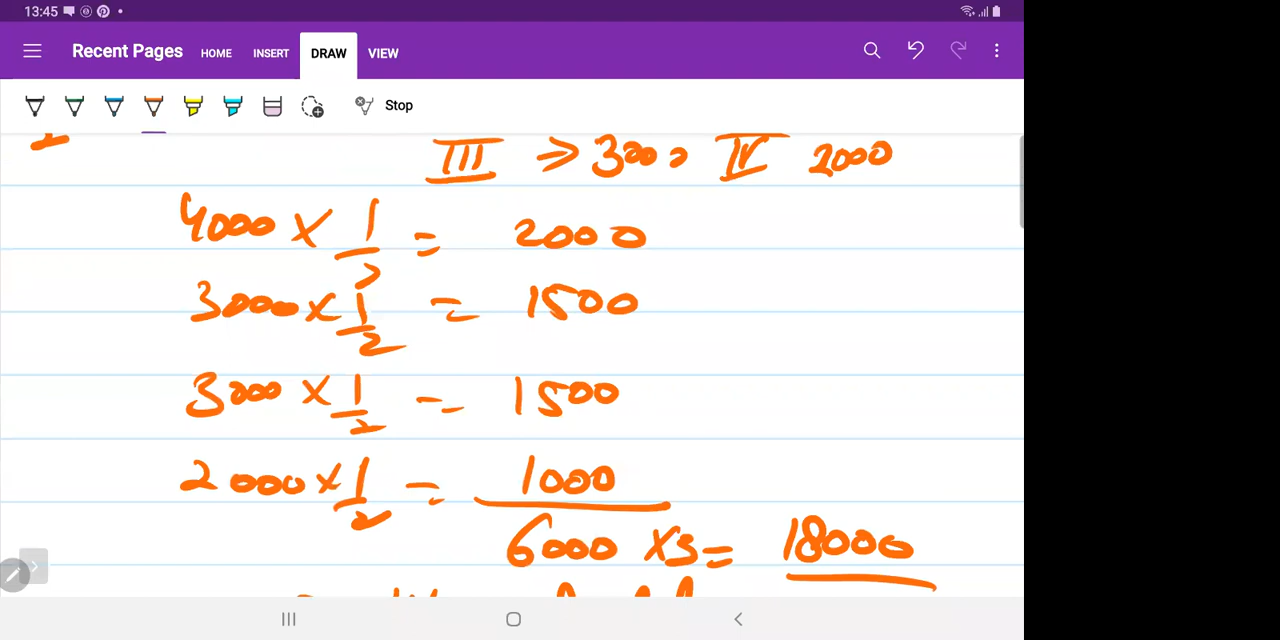 13:45
Recent Pages HOME INSERT DRAW VIEW
Stop
III ⇒ 3000 IV 2000
4000 × 1/2 = 2000
3000 × 1/2 = 1500
3000 × 1/2 = 1500
2000 × 1/2 = 1000
6000 × 3 = 18000